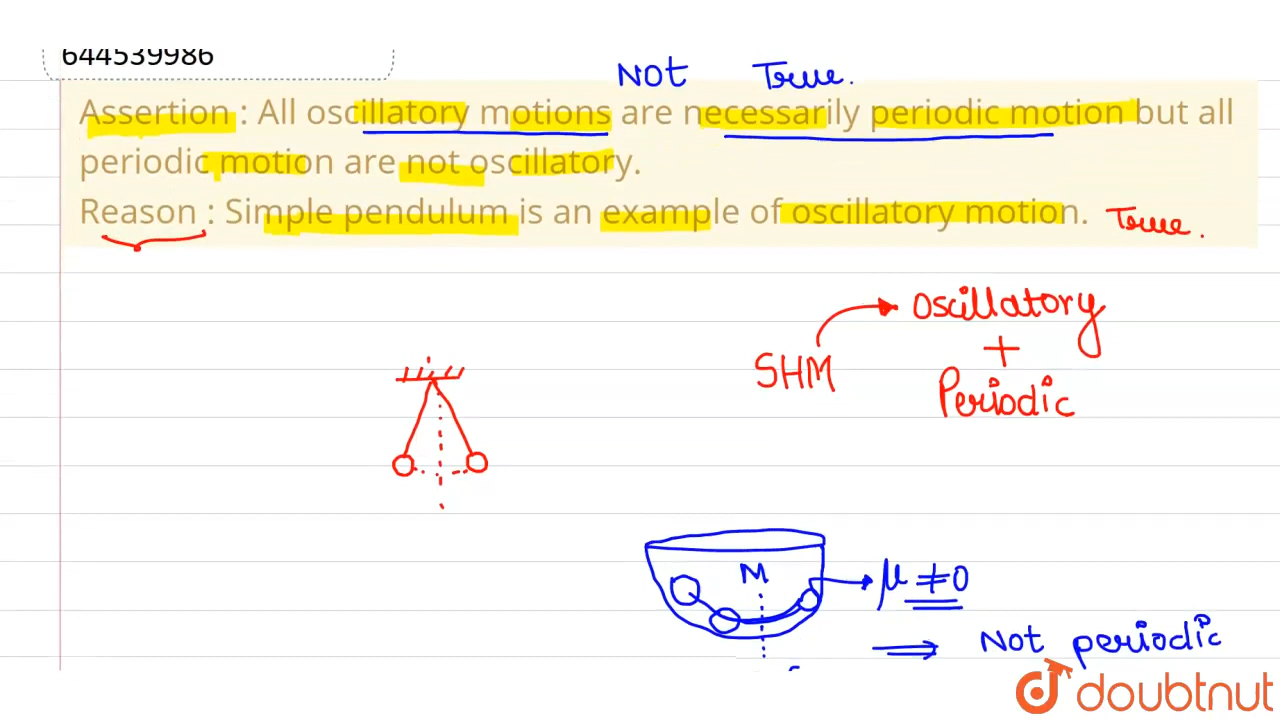 644539986
Not True.
Assertion : All oscillatory motions are necessarily periodic motion but all
periodic motion are not oscillatory.
Reason : Simple pendulum is an example of oscillatory motion. True.
SHM
Oscillatory
+
Periodic
M
μ ≠ 0
⇒ Not periodic
doubtnut